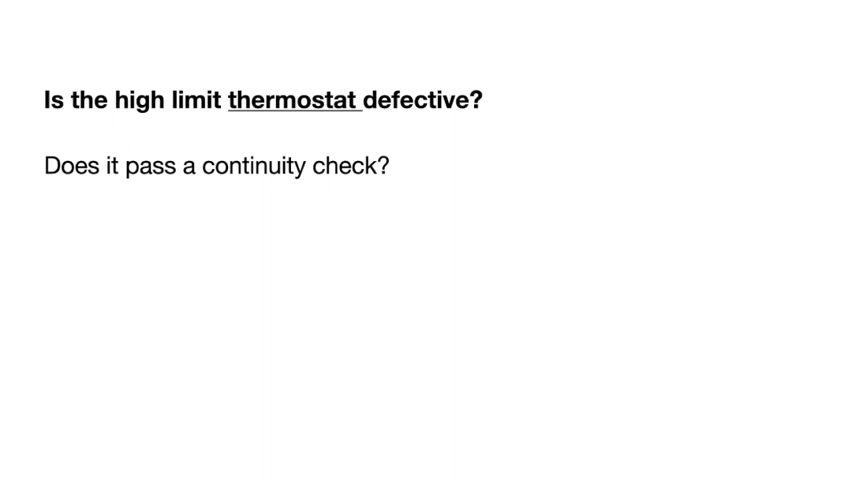 Is the high limit thermostat defective?
Does it pass a continuity check?